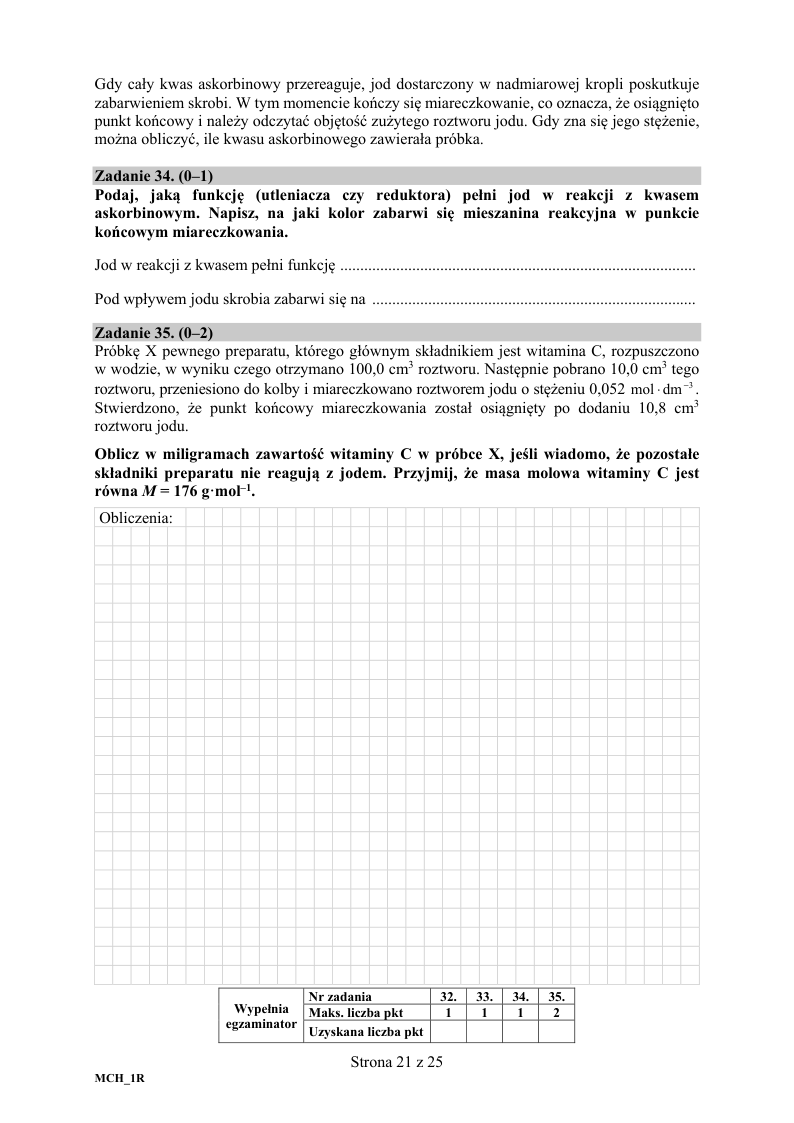 Gdy cały kwas askorbinowy przereaguje, jod dostarczony w nadmiarowej kropli poskutkuje
zabarwieniem skrobi. W tym momencie kończy się miareczkowanie, co oznacza, że osiągnięto
punkt końcowy i należy odczytać objętość zużytego roztworu jodu. Gdy zna się jego stężenie,
można obliczyć, ile kwasu askorbinowego zawierała próbka.
Zadanie 34. (0–1)
Podaj, jaką funkcję (utleniacza czy reduktora) pełni jod w reakcji z kwasem
askorbinowym. Napisz, na jaki kolor zabarwi się mieszanina reakcyjna w punkcie
końcowym miareczkowania.
Jod w reakcji z kwasem pełni funkcję .........................................................................................
Pod wpływem jodu skrobia zabarwi się na .................................................................................
Zadanie 35. (0–2)
Próbkę X pewnego preparatu, którego głównym składnikiem jest witamina C, rozpuszczono
w wodzie, w wyniku czego otrzymano 100,0 cm³ roztworu. Następnie pobrano 10,0 cm³ tego
roztworu, przeniesiono do kolby i miareczkowano roztworem jodu o stężeniu 0,052 mol · dm⁻³.
Stwierdzono, że punkt końcowy miareczkowania został osiągnięty po dodaniu 10,8 cm³
roztworu jodu.
Oblicz w miligramach zawartość witaminy C w próbce X, jeśli wiadomo, że pozostałe
składniki preparatu nie reagują z jodem. Przyjmij, że masa molowa witaminy C jest
równa M = 176 g·mol⁻¹.
Obliczenia:
Wypełnia
egzaminator
Nr zadania 32. 33. 34. 35.
Maks. liczba pkt 1 1 1 2
Uzyskana liczba pkt
Strona 21 z 25
MCH_1R